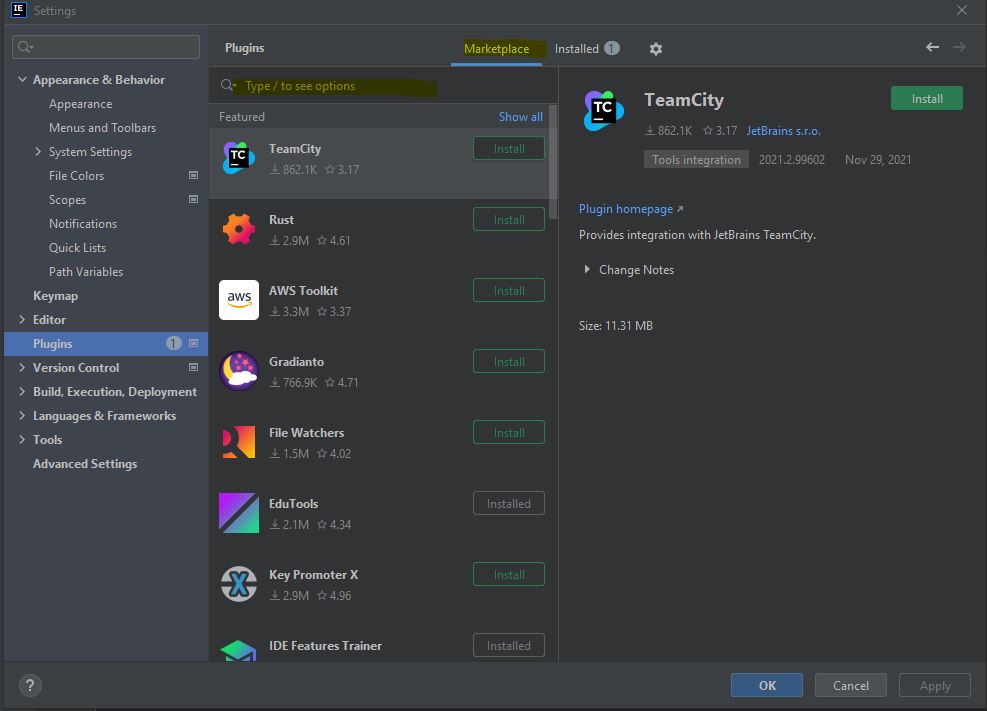 IE Settings
Appearance & Behavior
Appearance
Menus and Toolbars
System Settings
File Colors
Scopes
Notifications
Quick Lists
Path Variables
Keymap
Editor
Plugins 1
Version Control
Build, Execution, Deployment
Languages & Frameworks
Tools
Advanced Settings
Plugins Marketplace Installed 1
Type / to see options
Featured Show all
TC TeamCity Install
862.1K 3.17
Rust Install
2.9M 4.61
aws AWS Toolkit Install
3.3M 3.37
Gradianto Install
766.9K 4.71
File Watchers Install
1.5M 4.02
EduTools Installed
2.1M 4.34
X Key Promoter X Install
2.9M 4.96
IDE Features Trainer Installed
TC TeamCity Install
862.1K 3.17 JetBrains s.r.o.
Tools integration 2021.2.99602 Nov 29, 2021
Plugin homepage
Provides integration with JetBrains TeamCity.
Change Notes
Size: 11.31 MB
? OK Cancel Apply